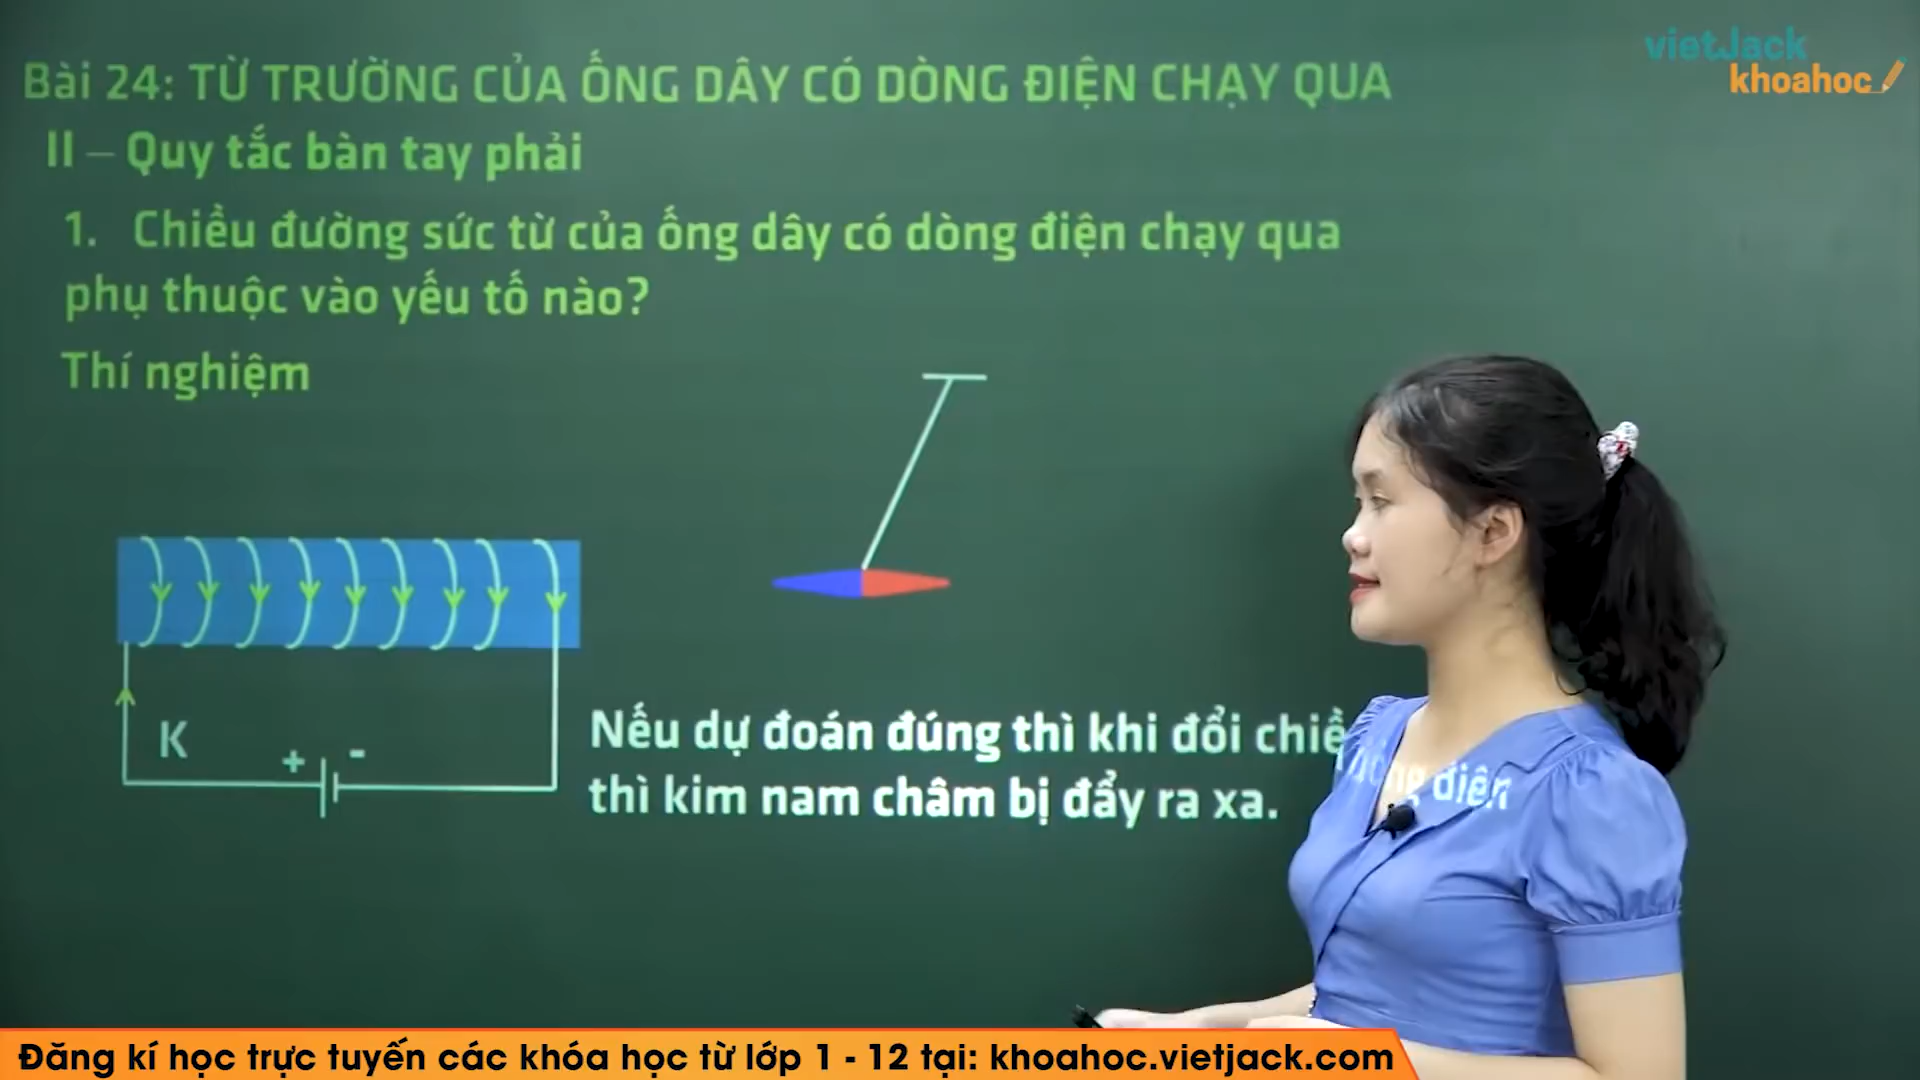 vietJack
khoahoc
Bài 24: TỪ TRƯỜNG CỦA ỐNG DÂY CÓ DÒNG ĐIỆN CHẠY QUA
II – Quy tắc bàn tay phải
1. Chiều đường sức từ của ống dây có dòng điện chạy qua
phụ thuộc vào yếu tố nào?
Thí nghiệm
K
+ -
Nếu dự đoán đúng thì khi đổi chiề
dòng điện
thì kim nam châm bị đẩy ra xa.
Đăng kí học trực tuyến các khóa học từ lớp 1 - 12 tại: khoahoc.vietjack.com